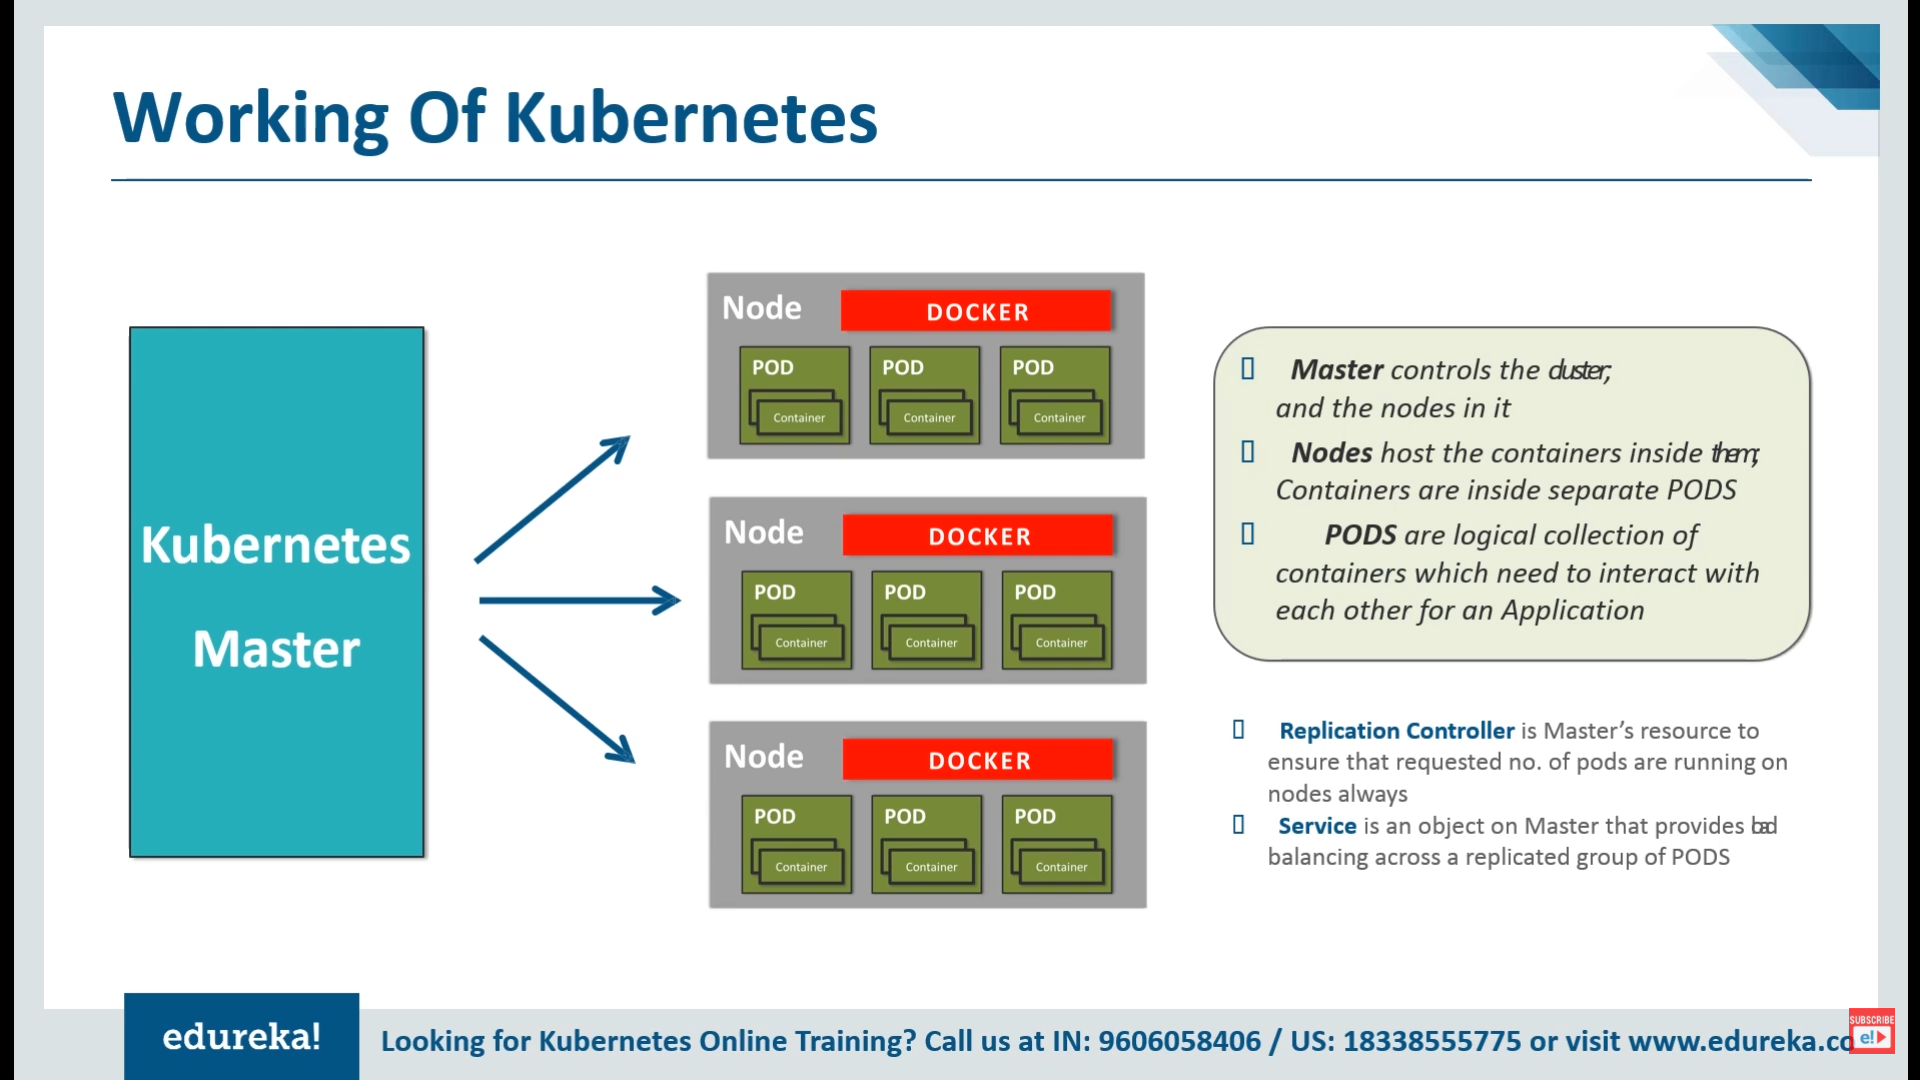 Working Of Kubernetes
Kubernetes
Master
Node
DOCKER
POD
POD
POD
Container
Container
Container
Node
DOCKER
POD
POD
POD
Container
Container
Container
Node
DOCKER
POD
POD
POD
Container
Container
Container
Master controls the cluster;
and the nodes in it
Nodes host the containers inside them;
Containers are inside separate PODS
PODS are logical collection of
containers which need to interact with
each other for an Application
Replication Controller is Master’s resource to
ensure that requested no. of pods are running on
nodes always
Service is an object on Master that provides load
balancing across a replicated group of PODS
edureka!
Looking for Kubernetes Online Training? Call us at IN: 9606058406 / US: 18338555775 or visit www.edureka.co
SUBSCRIBE
e!